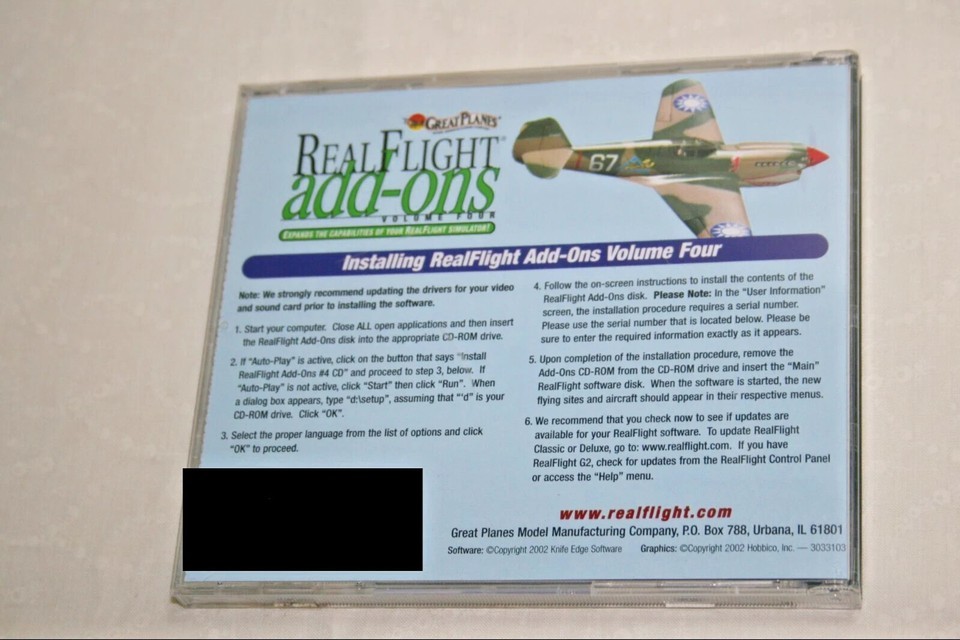 GREAT PLANES®
REALFLIGHT®
add-ons
VOLUME FOUR
EXPANDS THE CAPABILITIES OF YOUR REALFLIGHT SIMULATOR!
67
Installing RealFlight Add-Ons Volume Four
Note: We strongly recommend updating the drivers for your video
and sound card prior to installing the software.
1. Start your computer. Close ALL open applications and then insert
the RealFlight Add-Ons disk into the appropriate CD-ROM drive.
2. If "Auto-Play" is active, click on the button that says "Install
RealFlight Add-Ons #4 CD" and proceed to step 3, below. If
"Auto-Play" is not active, click "Start" then click "Run". When
a dialog box appears, type "d:\setup", assuming that "'d" is your
CD-ROM drive. Click "OK".
3. Select the proper language from the list of options and click
"OK" to proceed.
4. Follow the on-screen instructions to install the contents of the
RealFlight Add-Ons disk. Please Note: In the "User Information"
screen, the installation procedure requires a serial number.
Please use the serial number that is located below. Please be
sure to enter the required information exactly as it appears.
5. Upon completion of the installation procedure, remove the
Add-Ons CD-ROM from the CD-ROM drive and insert the "Main"
RealFlight software disk. When the software is started, the new
flying sites and aircraft should appear in their respective menus.
6. We recommend that you check now to see if updates are
available for your RealFlight software. To update RealFlight
Classic or Deluxe, go to: www.realflight.com. If you have
RealFlight G2, check for updates from the RealFlight Control Panel
or access the "Help" menu.
www.realflight.com
Great Planes Model Manufacturing Company, P.O. Box 788, Urbana, IL 61801
Software: ©Copyright 2002 Knife Edge Software Graphics: ©Copyright 2002 Hobbico, Inc. — 3033103